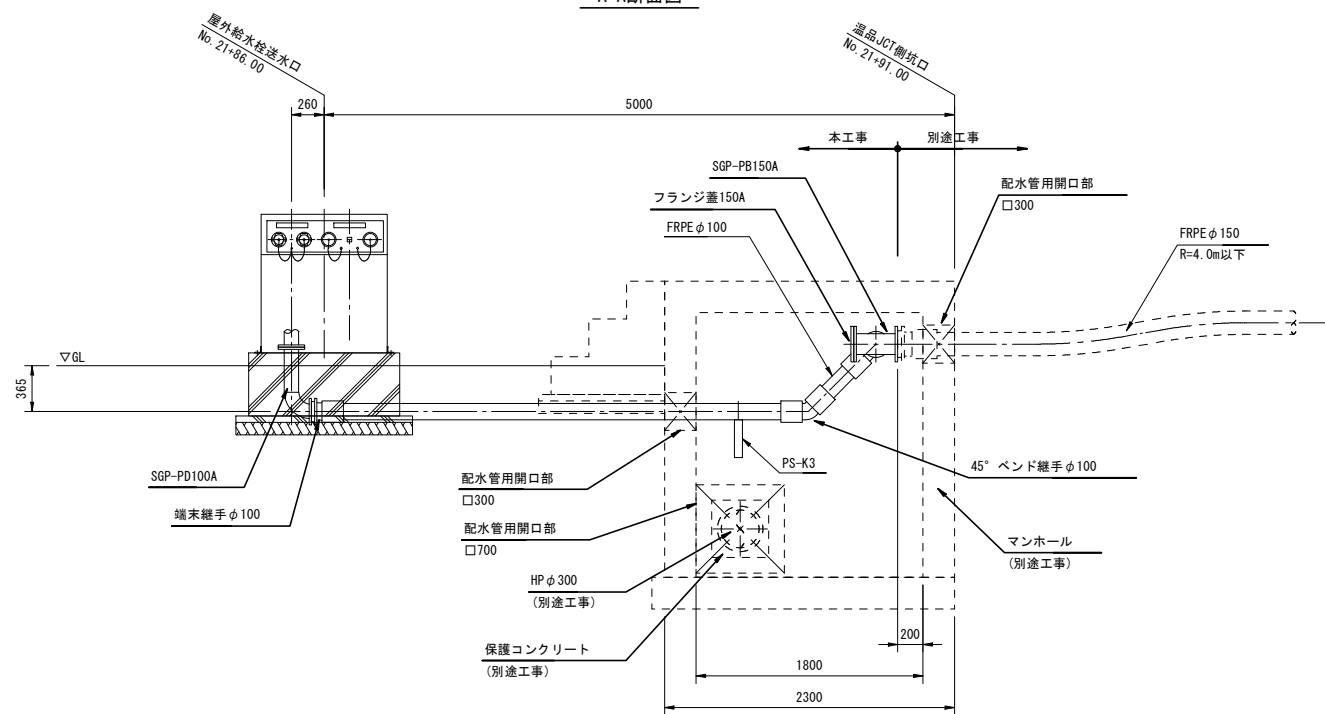 A-A断面図
屋外給水栓送水口
No.21+86.00
温品JCT側坑口
No.21+91.00
260
5000
本工事
別途工事
SGP-PB150A
配水管用開口部
□300
フランジ蓋150A
FRPEφ100
FRPEφ150
R=4.0m以下
▽GL
365
SGP-PD100A
端末継手φ100
配水管用開口部
□300
配水管用開口部
□700
PS-K3
45°ベンド継手φ100
マンホール
(別途工事)
HPφ300
(別途工事)
保護コンクリート
(別途工事)
200
1800
2300